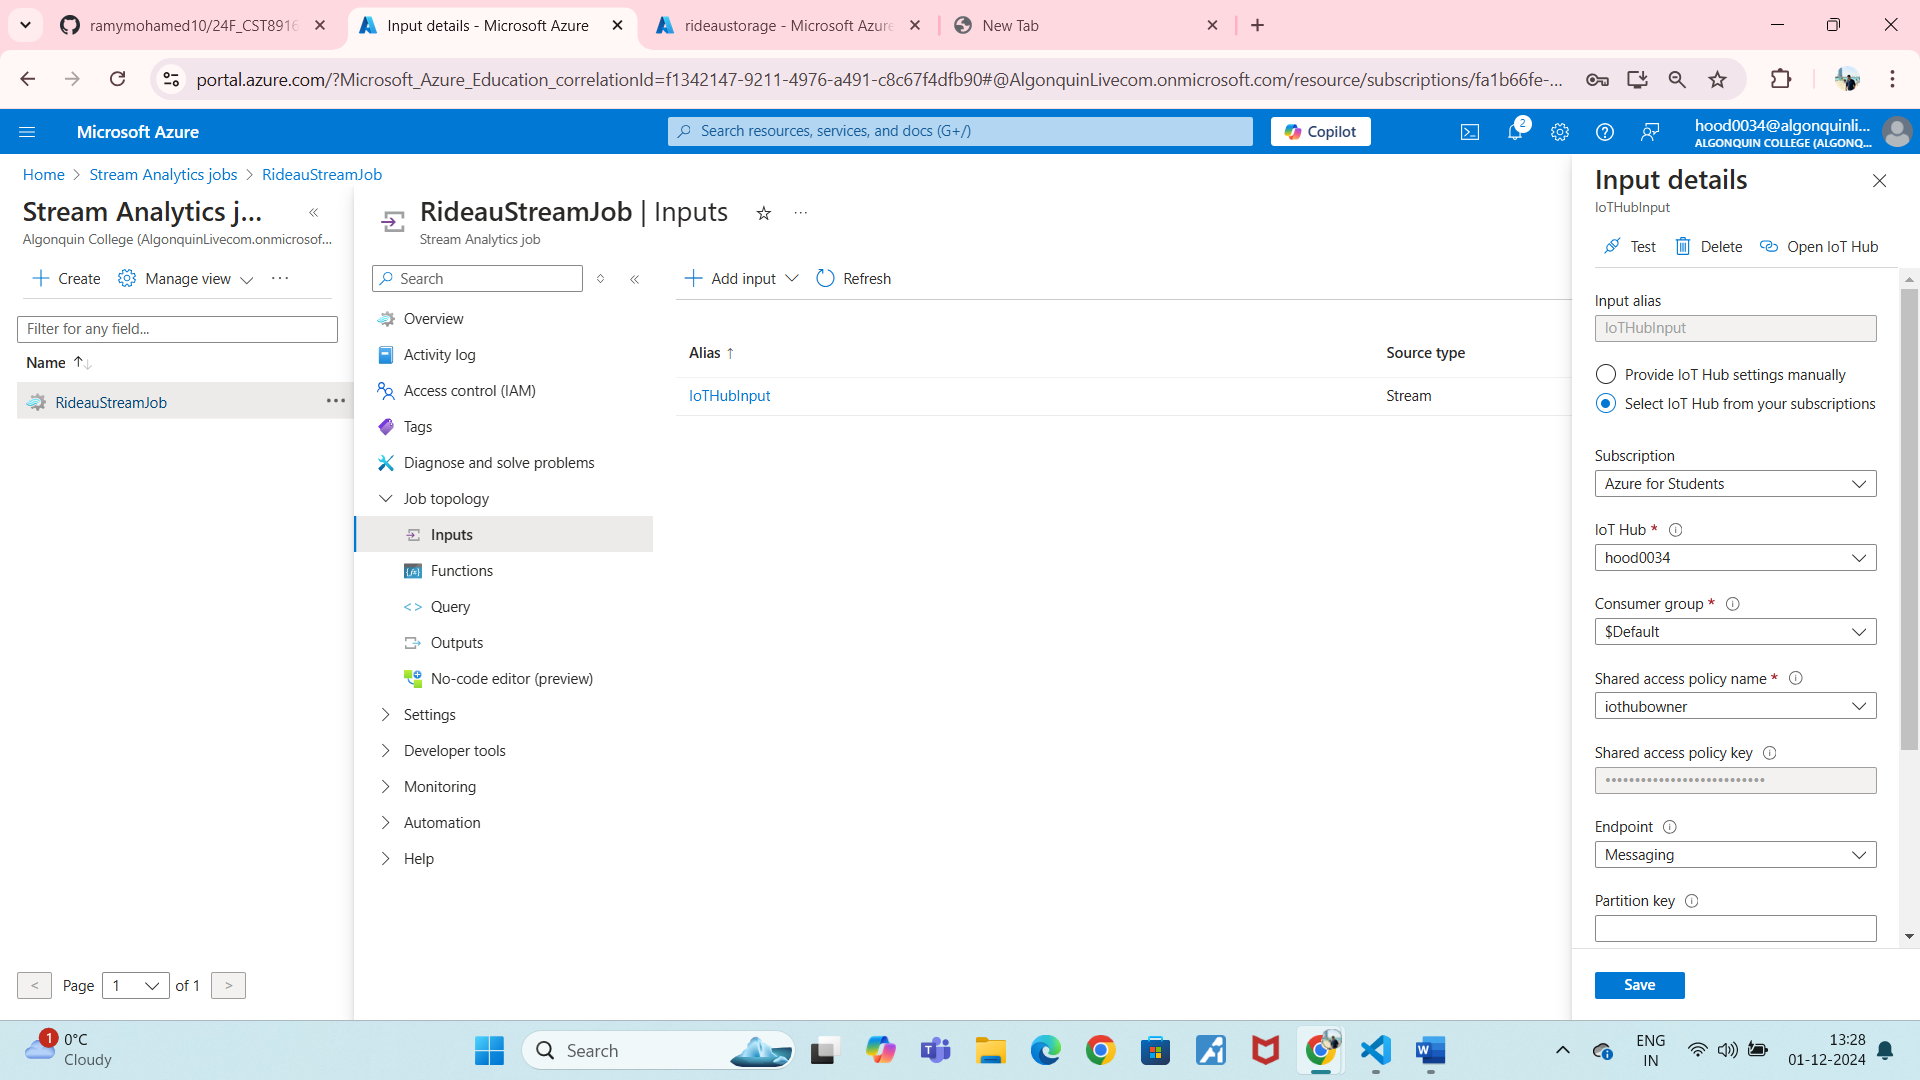 ramymohamed10/24F_CST8916
Input details - Microsoft Azure
rideaustorage - Microsoft Azure
New Tab
portal.azure.com/?Microsoft_Azure_Education_correlationId=f1342147-9211-4976-a491-c8c67f4dfb90#@AlgonquinLivecom.onmicrosoft.com/resource/subscriptions/fa1b66fe-...
Microsoft Azure
Search resources, services, and docs (G+/)
Copilot
2
hood0034@algonquinli...
ALGONQUIN COLLEGE (ALGONQ...
Home > Stream Analytics jobs > RideauStreamJob
Stream Analytics j...
Algonquin College (AlgonquinLivecom.onmicrosof...
Create
Manage view
Filter for any field...
Name
RideauStreamJob
< Page 1 of 1 >
RideauStreamJob | Inputs
Stream Analytics job
Search
Overview
Activity log
Access control (IAM)
Tags
Diagnose and solve problems
Job topology
Inputs
Functions
Query
Outputs
No-code editor (preview)
Settings
Developer tools
Monitoring
Automation
Help
Add input
Refresh
Alias ↑
Source type
IoTHubInput
Stream
Input details
IoTHubInput
Test
Delete
Open IoT Hub
Input alias
IoTHubInput
Provide IoT Hub settings manually
Select IoT Hub from your subscriptions
Subscription
Azure for Students
IoT Hub *
hood0034
Consumer group *
$Default
Shared access policy name *
iothubowner
Shared access policy key
•••••••••••••••••••••••••••
Endpoint
Messaging
Partition key
Save
1
0°C
Cloudy
Search
ENG
IN
13:28
01-12-2024